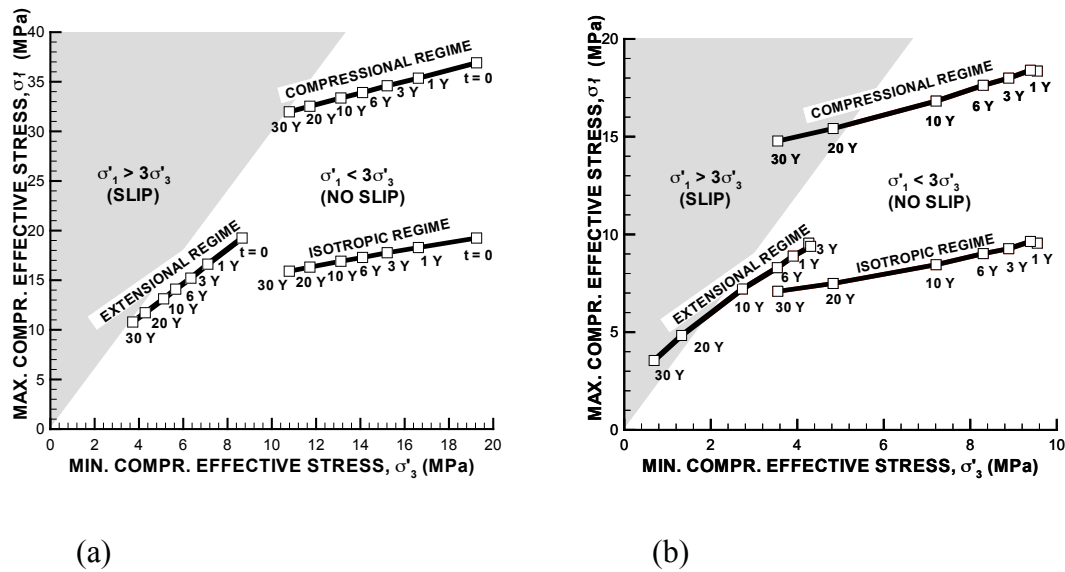 MAX. COMPR. EFFECTIVE STRESS, σ'₁ (MPa)
40
35
30
25
20
15
10
5
0
COMPRESSIONAL REGIME
t = 0
1 Y
3 Y
6 Y
10 Y
20 Y
30 Y
σ'₁ > 3σ'₃
(SLIP)
σ'₁ < 3σ'₃
(NO SLIP)
EXTENSIONAL REGIME
t = 0
1 Y
3 Y
6 Y
10 Y
20 Y
30 Y
ISOTROPIC REGIME
t = 0
1 Y
3 Y
6 Y
10 Y
20 Y
30 Y
0 2 4 6 8 10 12 14 16 18 20
MIN. COMPR. EFFECTIVE STRESS, σ'₃ (MPa)
(a)
MAX. COMPR. EFFECTIVE STRESS, σ'₁ (MPa)
20
15
10
5
0
COMPRESSIONAL REGIME
1 Y
3 Y
6 Y
10 Y
20 Y
30 Y
σ'₁ > 3σ'₃
(SLIP)
σ'₁ < 3σ'₃
(NO SLIP)
EXTENSIONAL REGIME
3 Y
1 Y
6 Y
10 Y
20 Y
30 Y
ISOTROPIC REGIME
1 Y
3 Y
6 Y
10 Y
20 Y
30 Y
0 2 4 6 8 10
MIN. COMPR. EFFECTIVE STRESS, σ'₃ (MPa)
(b)